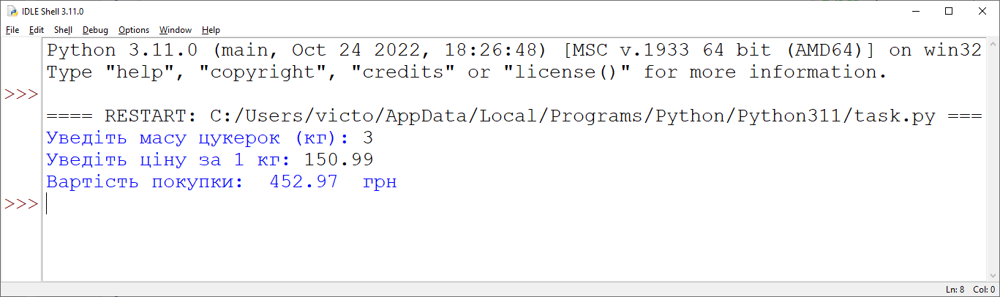 IDLE Shell 3.11.0
File Edit Shell Debug Options Window Help
Python 3.11.0 (main, Oct 24 2022, 18:26:48) [MSC v.1933 64 bit (AMD64)] on win32
Type "help", "copyright", "credits" or "license()" for more information.
>>>
==== RESTART: C:/Users/victo/AppData/Local/Programs/Python/Python311/task.py ===
Уведіть масу цукерок (кг): 3
Уведіть ціну за 1 кг: 150.99
Вартість покупки:  452.97  грн
>>>
Ln: 8 Col: 0